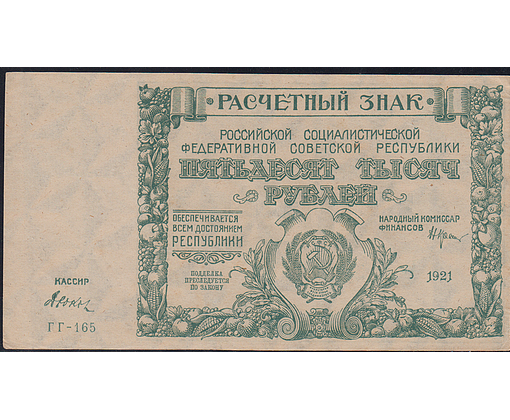 РАСЧЕТНЫЙ ЗНАК
РОССИЙСКОЙ СОЦИАЛИСТИЧЕСКОЙ
ФЕДЕРАТИВНОЙ СОВЕТСКОЙ РЕСПУБЛИКИ
ПЯТЬДЕСЯТ ТЫСЯЧ
РУБЛЕЙ
ОБЕСПЕЧИВАЕТСЯ
ВСЕМ ДОСТОЯНИЕМ
РЕСПУБЛИКИ
ПОДДЕЛКА
ПРЕСЛЕДУЕТСЯ
ПО ЗАКОНУ
НАРОДНЫЙ КОМИССАР
ФИНАНСОВ
1921
КАССИР
ГГ-165